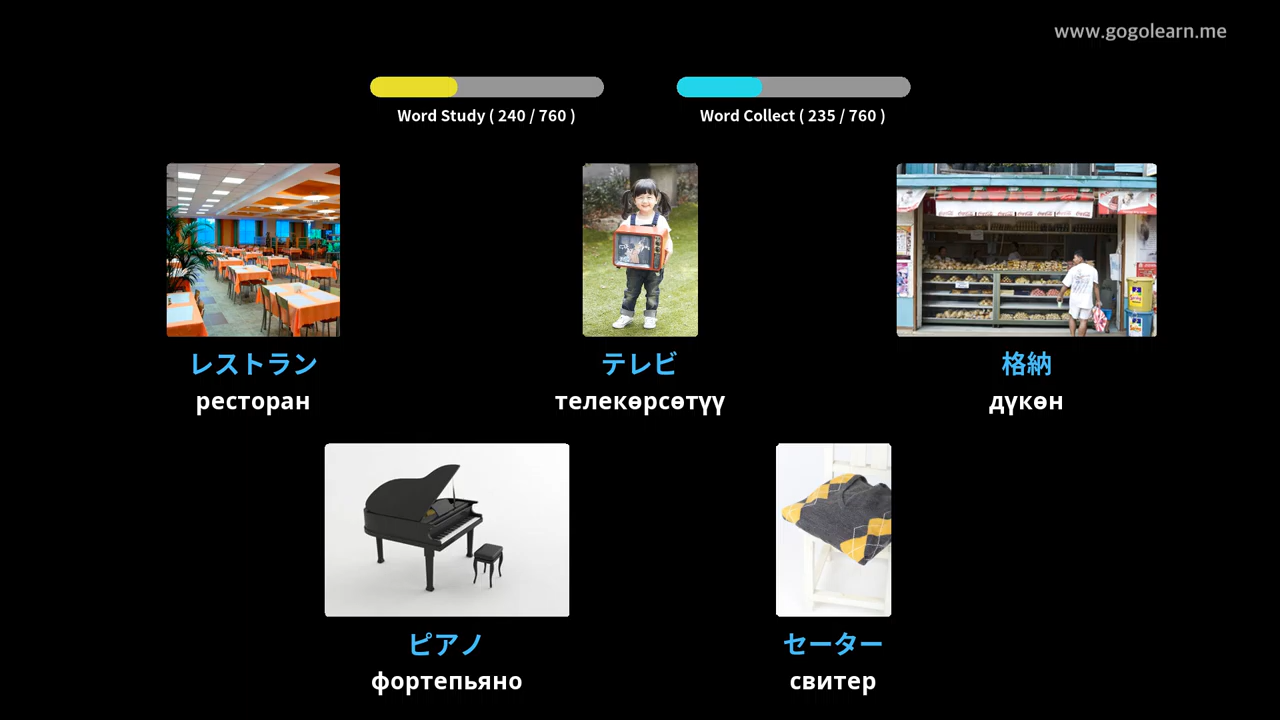 www.gogolearn.me
Word Study ( 240 / 760 )
Word Collect ( 235 / 760 )
レストラン
ресторан
テレビ
телекөрсөтүү
格納
дүкөн
ピアノ
фортепьяно
セーター
свитер